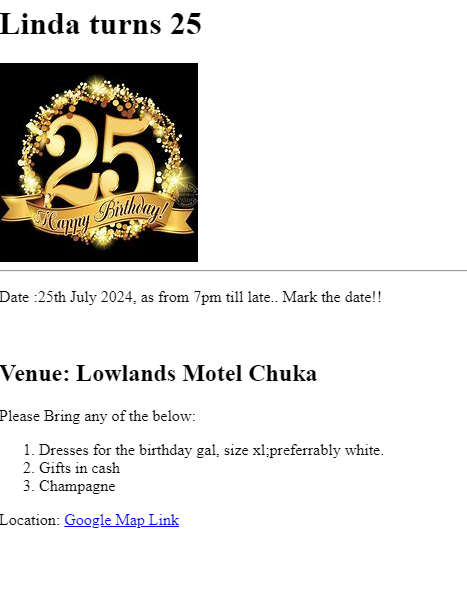 Linda turns 25
25
Happy Birthday!
Date :25th July 2024, as from 7pm till late.. Mark the date!!
Venue: Lowlands Motel Chuka
Please Bring any of the below:
1. Dresses for the birthday gal, size xl;preferrably white.
2. Gifts in cash
3. Champagne
Location: Google Map Link